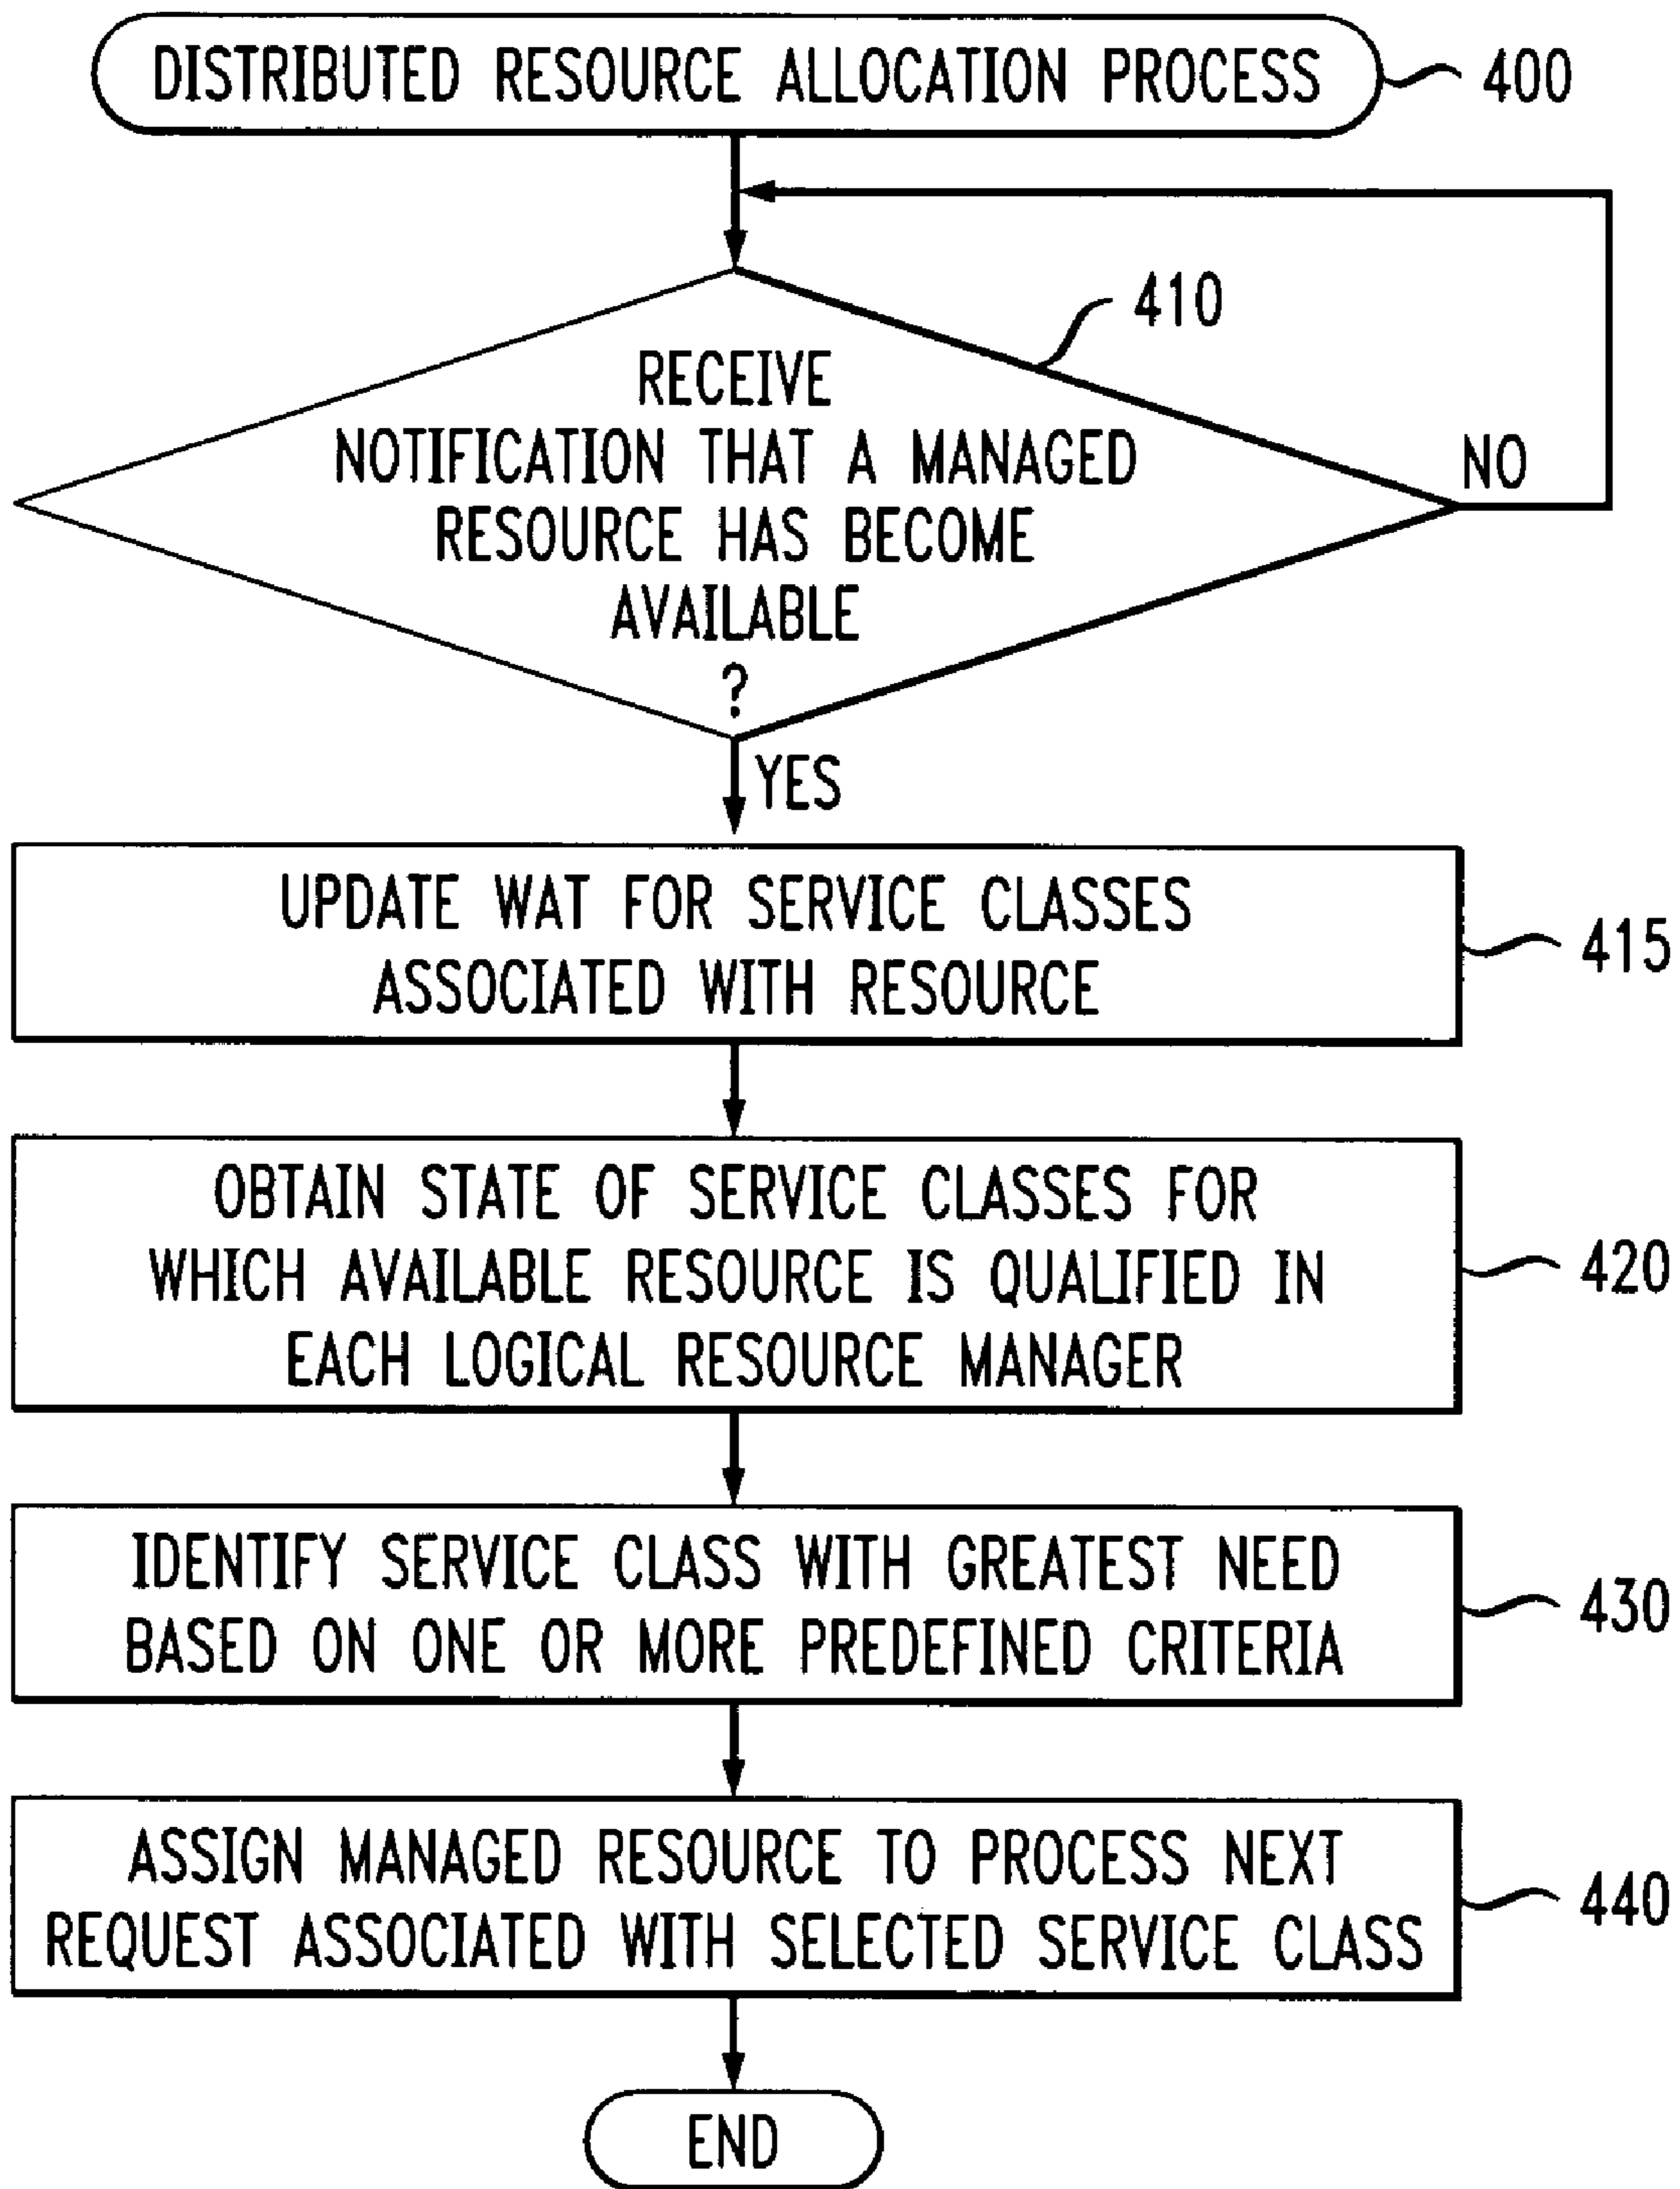 DISTRIBUTED RESOURCE ALLOCATION PROCESS
400
410
RECEIVE
NOTIFICATION THAT A MANAGED
RESOURCE HAS BECOME
AVAILABLE
?
NO
YES
UPDATE WAT FOR SERVICE CLASSES
ASSOCIATED WITH RESOURCE
415
OBTAIN STATE OF SERVICE CLASSES FOR
WHICH AVAILABLE RESOURCE IS QUALIFIED IN
EACH LOGICAL RESOURCE MANAGER
420
IDENTIFY SERVICE CLASS WITH GREATEST NEED
BASED ON ONE OR MORE PREDEFINED CRITERIA
430
ASSIGN MANAGED RESOURCE TO PROCESS NEXT
REQUEST ASSOCIATED WITH SELECTED SERVICE CLASS
440
END